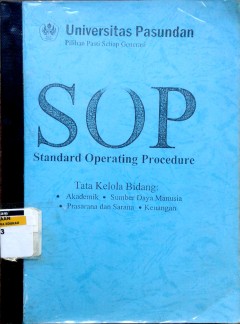 Universitas Pasundan
Pilihan Pasti Setiap Generasi
SOP
Standard Operating Procedure
Tata Kelola Bidang:
• Akademik • Sumber Daya Manusia
• Prasarana dan Sarana • Keuangan